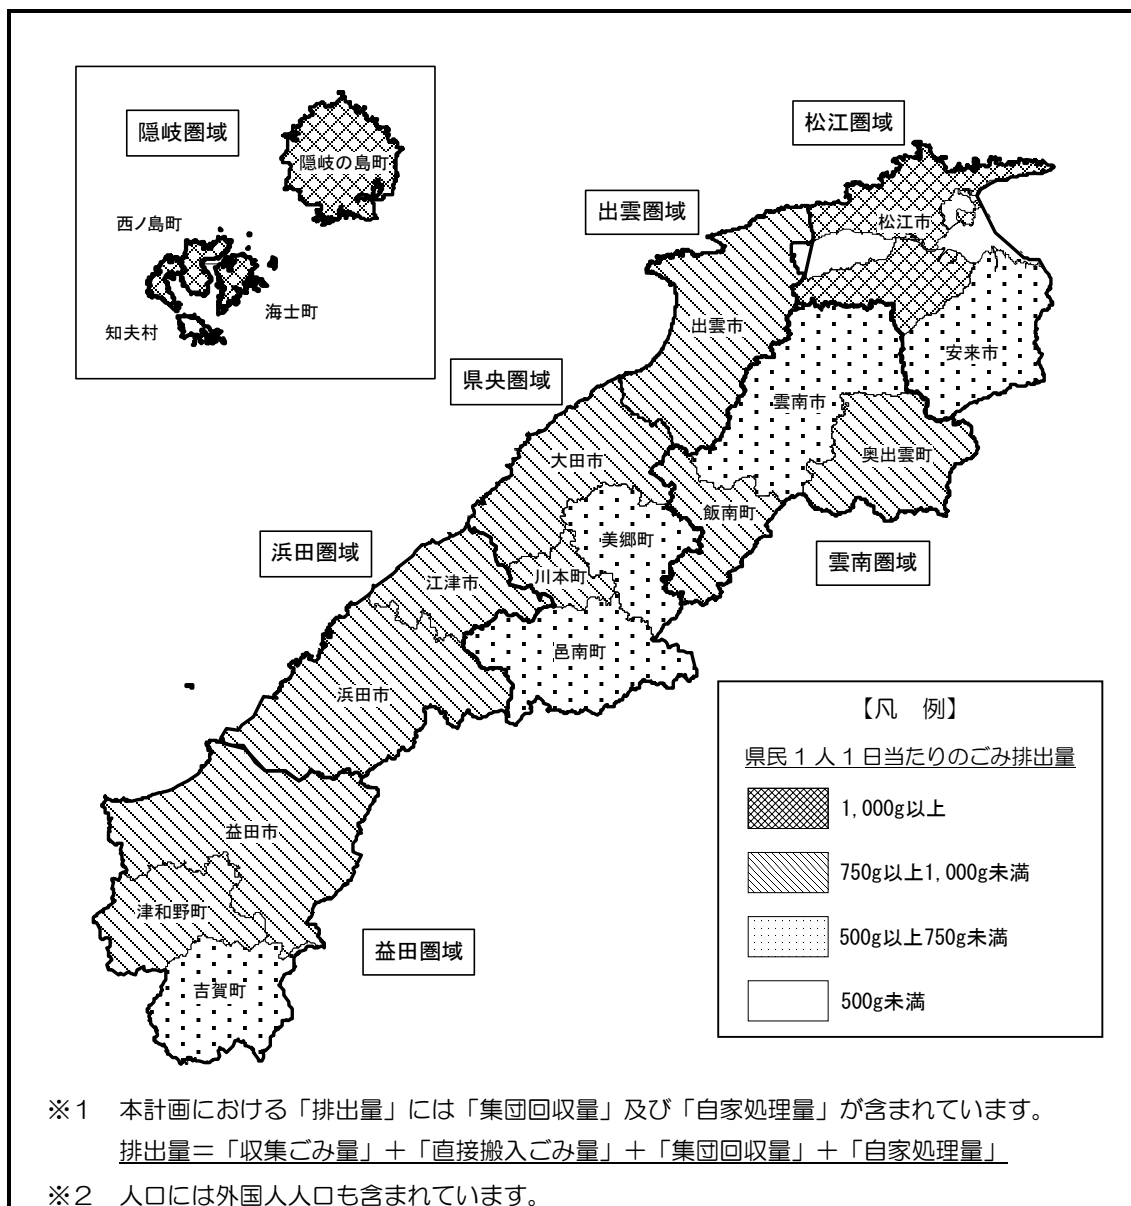 隠岐圏域
隠岐の島町
西ノ島町
海士町
知夫村
松江圏域
松江市
出雲圏域
出雲市
安来市
県央圏域
雲南市
大田市
奥出雲町
飯南町
美郷町
浜田圏域
川本町
江津市
雲南圏域
邑南町
浜田市
益田市
津和野町
益田圏域
吉賀町
【凡　例】
県民1人1日当たりのごみ排出量
1,000g以上
750g以上1,000g未満
500g以上750g未満
500g未満
※1　本計画における「排出量」には「集団回収量」及び「自家処理量」が含まれています。
排出量＝「収集ごみ量」＋「直接搬入ごみ量」＋「集団回収量」＋「自家処理量」
※2　人口には外国人人口も含まれています。